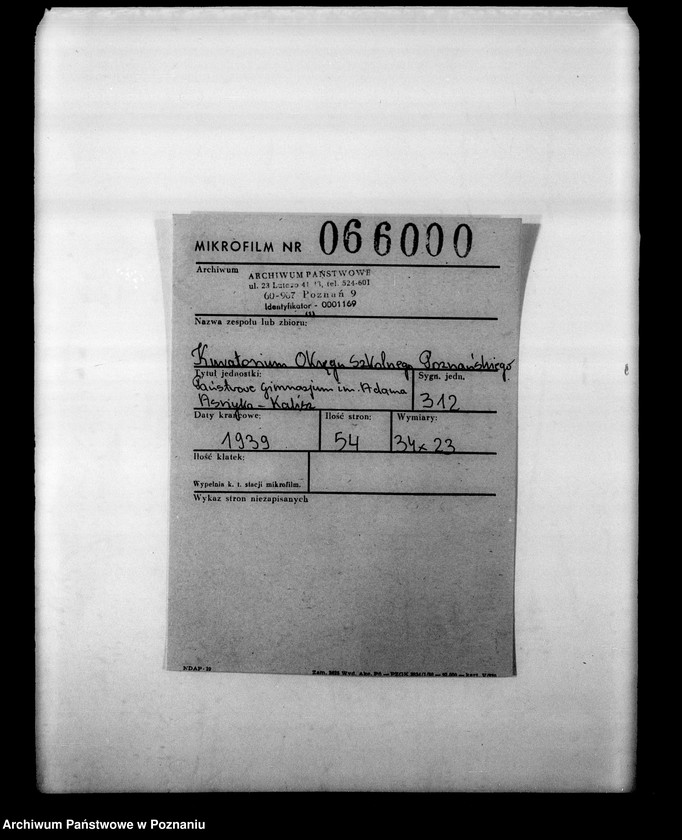 MIKROFILM NR 066000
Archiwum
ARCHIWUM PAŃSTWOWE
ul. 23 Lutego 41/43, tel. 524-601
60-967 Poznań 9
Identyfikator - 0001169
(1)
Nazwa zespołu lub zbioru:
Kuratorium Okręgu Szkolnego Poznańskiego
Tytuł jednostki:
Sygn. jedn.
Państwowe Gimnazjum im. Adama
Asnyka - Kalisz
312
Daty krańcowe:
Ilość stron:
Wymiary:
1939
54
34x23
Ilość klatek:
Wypełnia k. t. stacji mikrofilm.
Wykaz stron niezapisanych
NDAP-19
Zam.
Archiwum Państwowe w Poznaniu